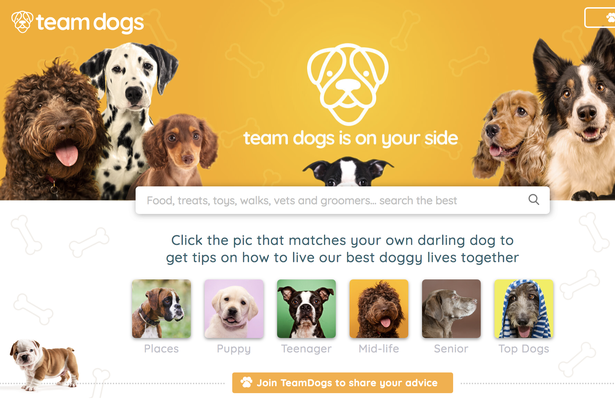 team dogs
team dogs is on your side
Food, treats, toys, walks, vets and groomers... search the best
Click the pic that matches your own darling dog to
get tips on how to live our best doggy lives together
Places Puppy Teenager Mid-life Senior Top Dogs
Join TeamDogs to share your advice